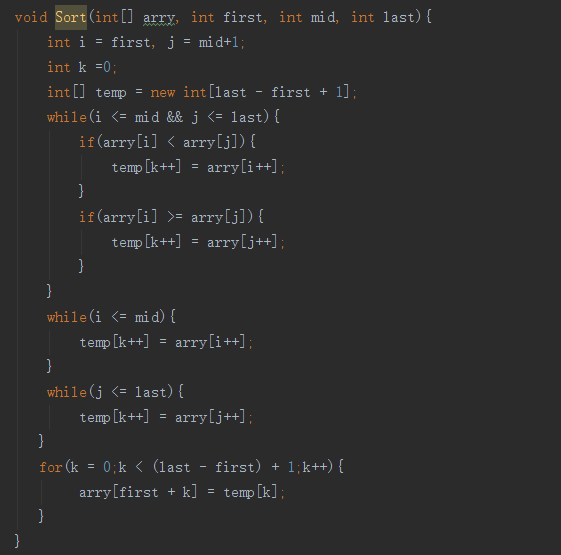 void Sort(int[] arry, int first, int mid, int last){
    int i = first, j = mid+1;
    int k =0;
    int[] temp = new int[last - first + 1];
    while(i <= mid && j <= last){
        if(arry[i] < arry[j]){
            temp[k++] = arry[i++];
        }
        if(arry[i] >= arry[j]){
            temp[k++] = arry[j++];
        }
    }
    while(i <= mid){
        temp[k++] = arry[i++];
    }
    while(j <= last){
        temp[k++] = arry[j++];
   }
   for(k = 0;k < (last - first) + 1;k++){
        arry[first + k] = temp[k];
   }
}